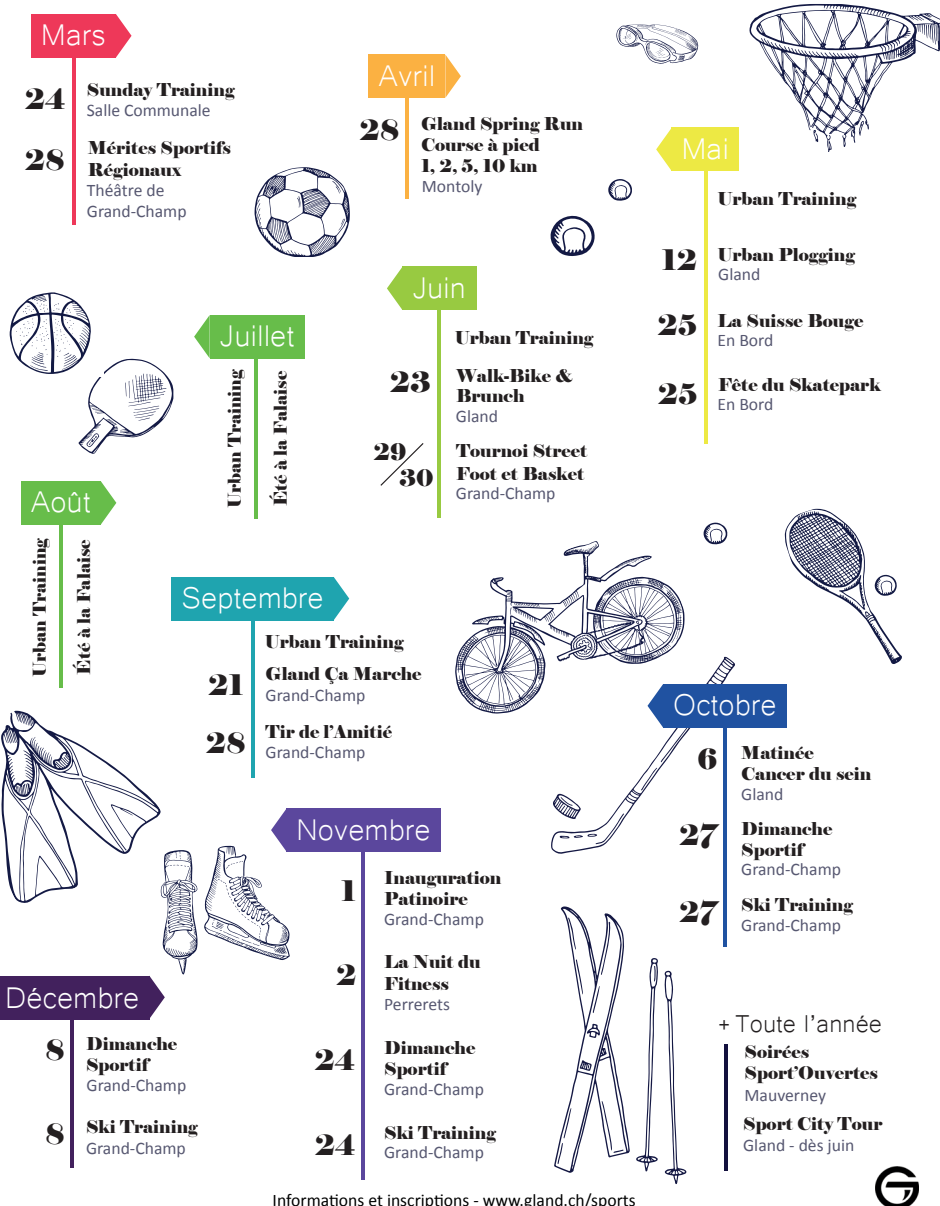 Mars
24
Sunday Training
Salle Communale
28
Mérites Sportifs
Régionaux
Théâtre de
Grand-Champ
Avril
28
Gland Spring Run
Course à pied
1, 2, 5, 10 km
Montoly
Mai
Urban Training
12
Urban Plogging
Gland
25
La Suisse Bouge
En Bord
25
Fête du Skatepark
En Bord
Juin
Urban Training
23
Walk-Bike &
Brunch
Gland
29/30
Tournoi Street
Foot et Basket
Grand-Champ
Juillet
Urban Training
Été à la Falaise
Août
Urban Training
Été à la Falaise
Septembre
Urban Training
21
Gland Ça Marche
Grand-Champ
28
Tir de l'Amitié
Grand-Champ
Octobre
6
Matinée
Cancer du sein
Gland
27
Dimanche
Sportif
Grand-Champ
27
Ski Training
Grand-Champ
Novembre
1
Inauguration
Patinoire
Grand-Champ
2
La Nuit du
Fitness
Perrerets
24
Dimanche
Sportif
Grand-Champ
24
Ski Training
Grand-Champ
Décembre
8
Dimanche
Sportif
Grand-Champ
8
Ski Training
Grand-Champ
+ Toute l'année
Soirées
Sport'Ouvertes
Mauverney
Sport City Tour
Gland - dès juin
Informations et inscriptions - www.gland.ch/sports